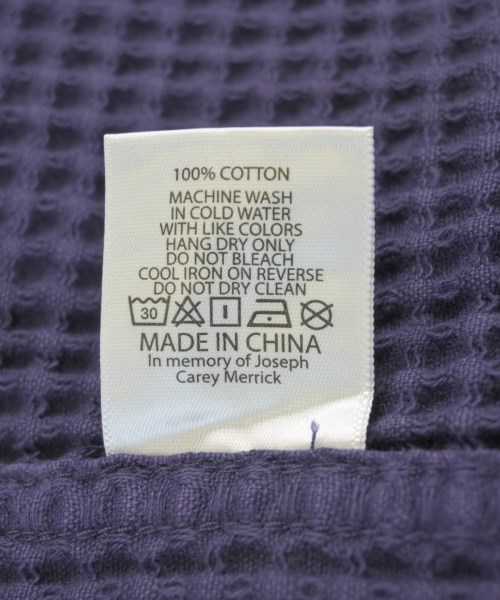 100% COTTON
MACHINE WASH
IN COLD WATER
WITH LIKE COLORS
HANG DRY ONLY
DO NOT BLEACH
COOL IRON ON REVERSE
DO NOT DRY CLEAN
30
MADE IN CHINA
In memory of Joseph
Carey Merrick